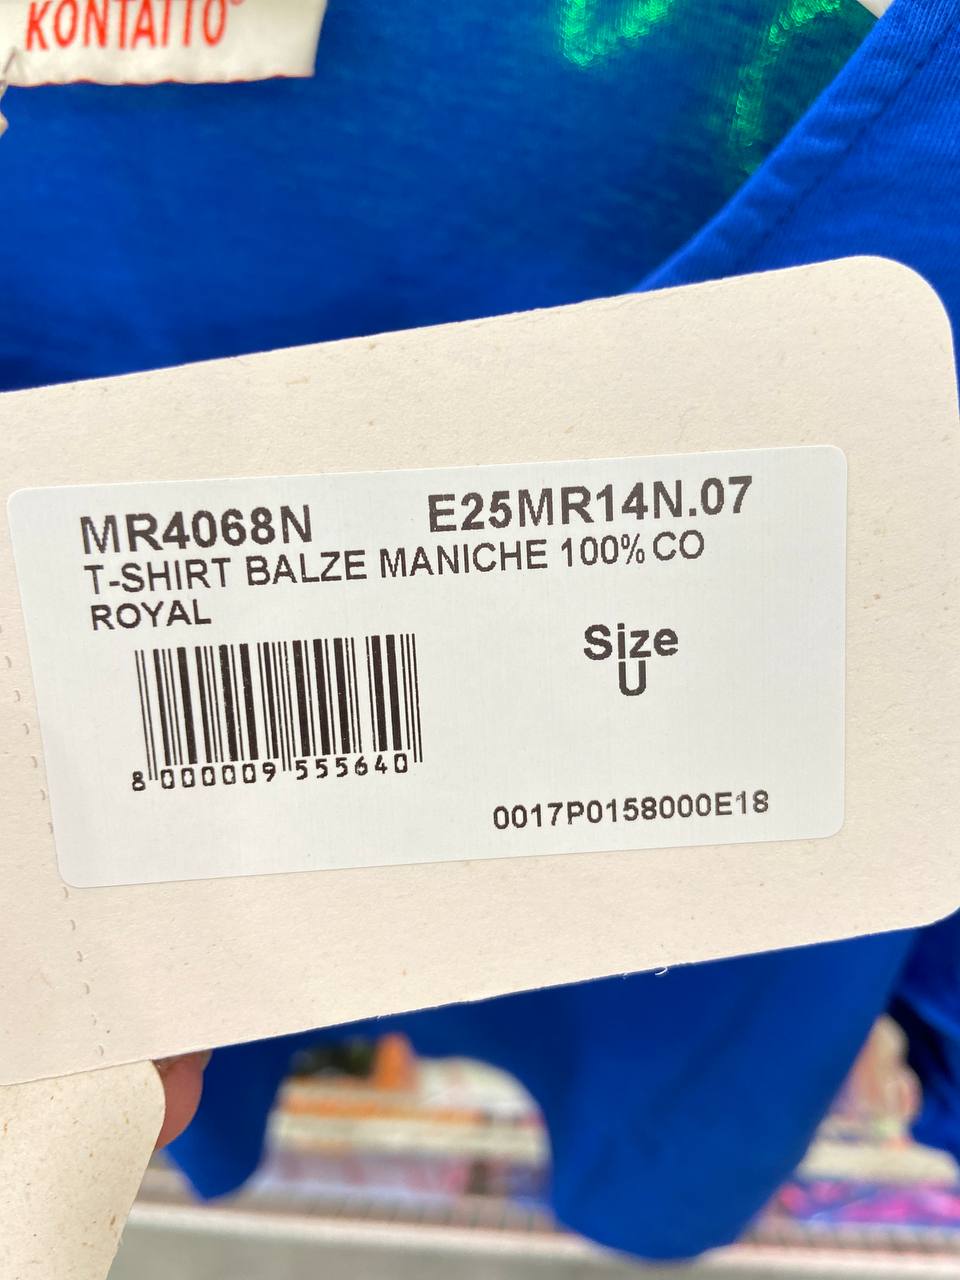 KONTATTO®
MR4068N E25MR14N.07
T-SHIRT BALZE MANICHE 100% CO
ROYAL
Size
U
8 000009 555640
0017P0158000E18